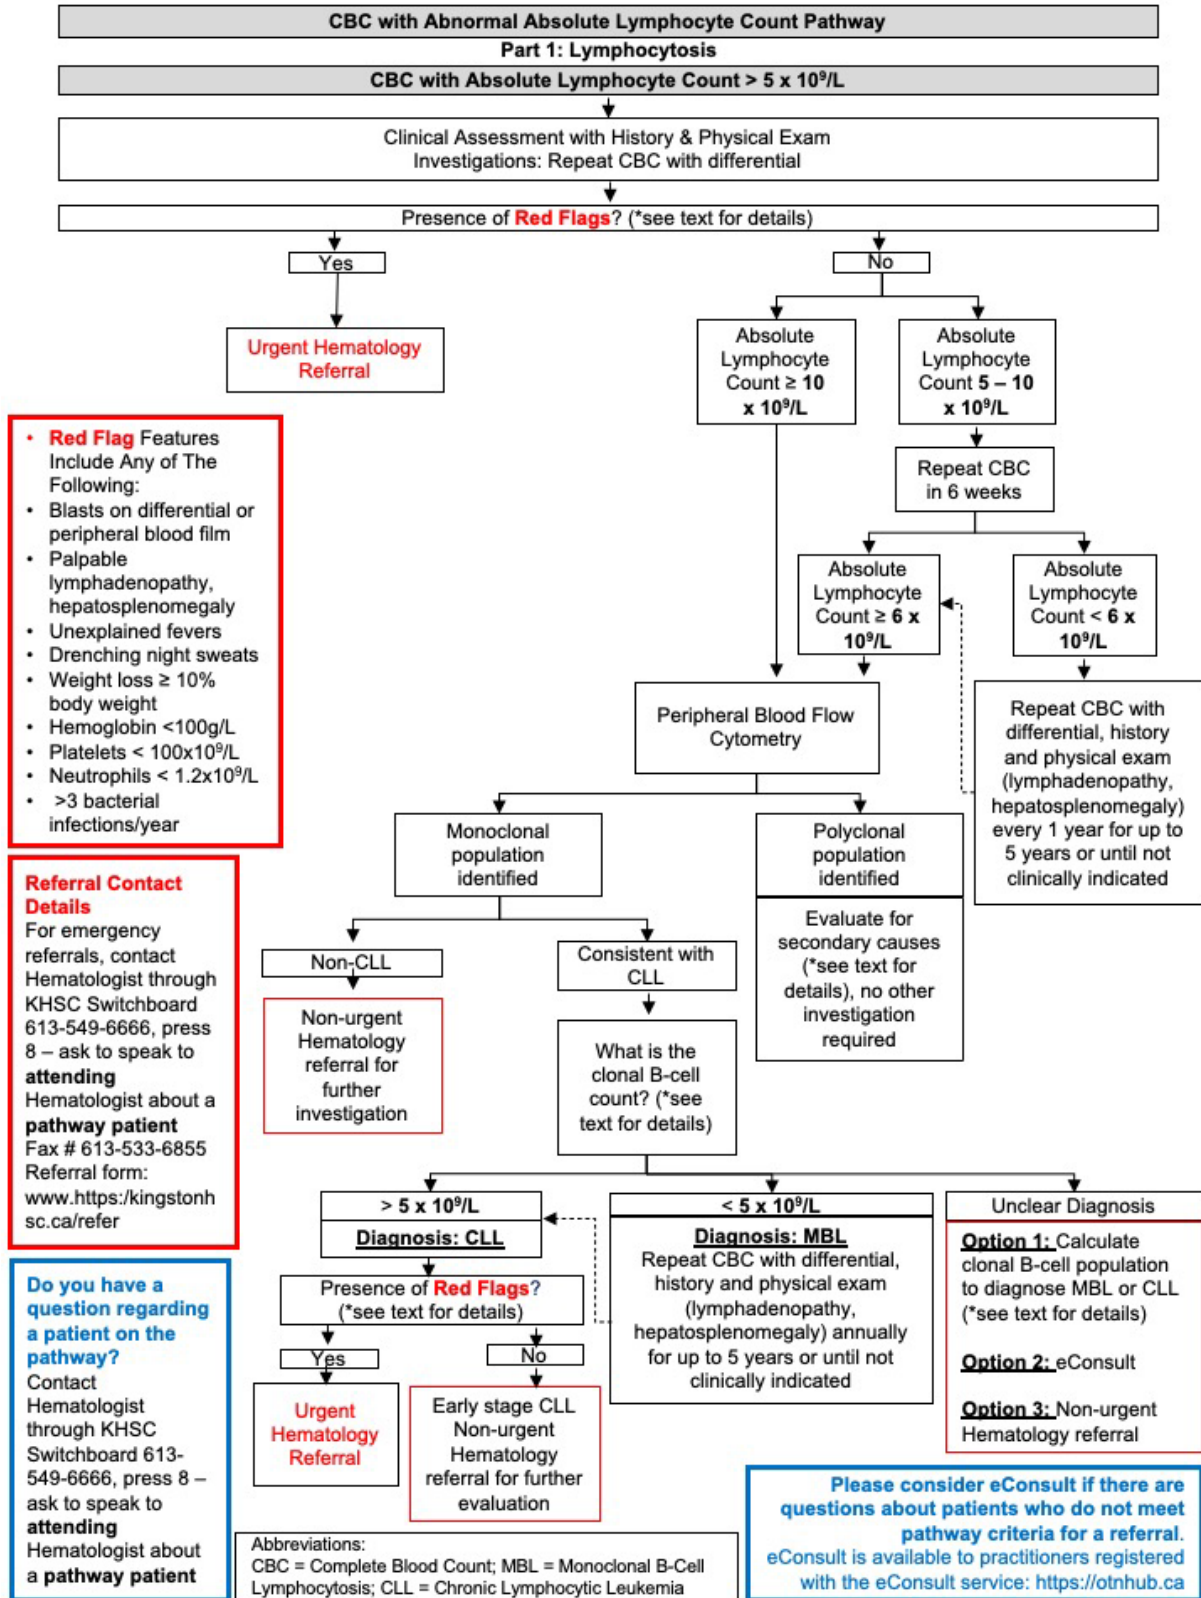 CBC with Abnormal Absolute Lymphocyte Count Pathway
Part 1: Lymphocytosis
CBC with Absolute Lymphocyte Count > 5 x 10⁹/L
Clinical Assessment with History & Physical Exam
Investigations: Repeat CBC with differential
Presence of Red Flags? (*see text for details)
Yes
No
Urgent Hematology
Referral
Absolute
Lymphocyte
Count ≥ 10
x 10⁹/L
Absolute
Lymphocyte
Count 5 – 10
x 10⁹/L
Repeat CBC
in 6 weeks
Absolute
Lymphocyte
Count ≥ 6 x
10⁹/L
Absolute
Lymphocyte
Count < 6 x
10⁹/L
Repeat CBC with
differential, history
and physical exam
(lymphadenopathy,
hepatosplenomegaly)
every 1 year for up to
5 years or until not
clinically indicated
Peripheral Blood Flow
Cytometry
Monoclonal
population
identified
Polyclonal
population
identified
Evaluate for
secondary causes
(*see text for
details), no other
investigation
required
Non-CLL
Non-urgent
Hematology
referral for
further
investigation
Consistent with
CLL
What is the
clonal B-cell
count? (*see
text for details)
> 5 x 10⁹/L
Diagnosis: CLL
Presence of Red Flags?
(*see text for details)
Yes
No
Urgent
Hematology
Referral
Early stage CLL
Non-urgent
Hematology
referral for further
evaluation
< 5 x 10⁹/L
Diagnosis: MBL
Repeat CBC with differential,
history and physical exam
(lymphadenopathy,
hepatosplenomegaly) annually
for up to 5 years or until not
clinically indicated
Unclear Diagnosis
Option 1: Calculate
clonal B-cell population
to diagnose MBL or CLL
(*see text for details)
Option 2: eConsult
Option 3: Non-urgent
Hematology referral
• Red Flag Features
Include Any of The
Following:
• Blasts on differential or
peripheral blood film
• Palpable
lymphadenopathy,
hepatosplenomegaly
• Unexplained fevers
• Drenching night sweats
• Weight loss ≥ 10%
body weight
• Hemoglobin <100g/L
• Platelets < 100x10⁹/L
• Neutrophils < 1.2x10⁹/L
• >3 bacterial
infections/year
Referral Contact
Details
For emergency
referrals, contact
Hematologist through
KHSC Switchboard
613-549-6666, press
8 – ask to speak to
attending
Hematologist about a
pathway patient
Fax # 613-533-6855
Referral form:
www.https:/kingstonh
sc.ca/refer
Do you have a
question regarding
a patient on the
pathway?
Contact
Hematologist
through KHSC
Switchboard 613-
549-6666, press 8 –
ask to speak to
attending
Hematologist about
a pathway patient
Abbreviations:
CBC = Complete Blood Count; MBL = Monoclonal B-Cell
Lymphocytosis; CLL = Chronic Lymphocytic Leukemia
Please consider eConsult if there are
questions about patients who do not meet
pathway criteria for a referral.
eConsult is available to practitioners registered
with the eConsult service: https://otnhub.ca